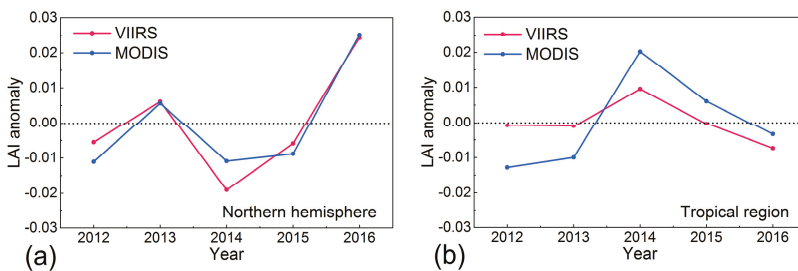 VIIRS
MODIS
0.03
0.02
0.01
0.00
-0.01
-0.02
-0.03
LAI anomaly
Northern hemisphere
2012 2013 2014 2015 2016
Year
(a)
VIIRS
MODIS
0.03
0.02
0.01
0.00
-0.01
-0.02
-0.03
LAI anomaly
Tropical region
2012 2013 2014 2015 2016
Year
(b)